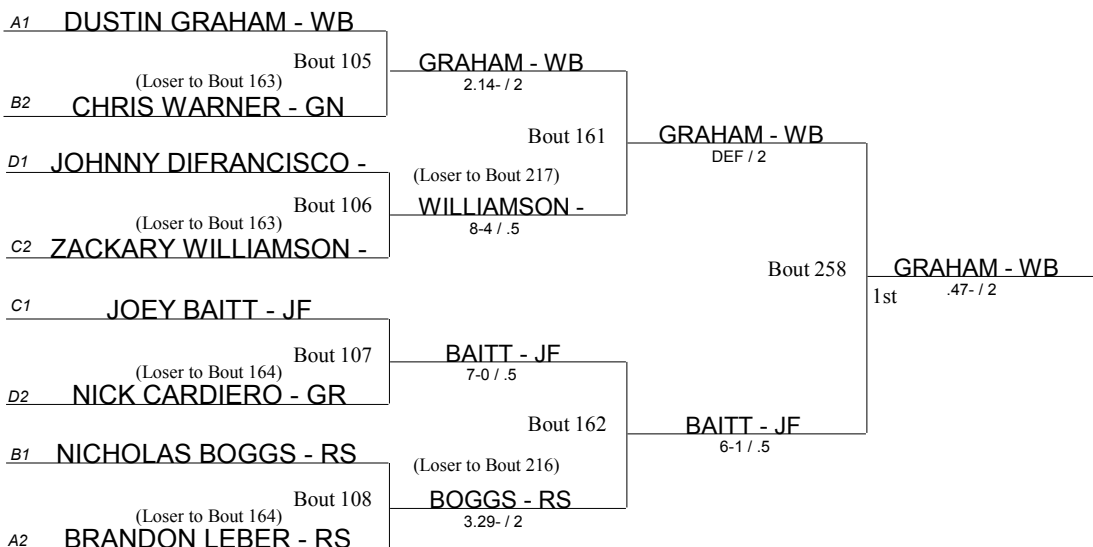 A1 DUSTIN GRAHAM - WB
Bout 105
(Loser to Bout 163)
B2 CHRIS WARNER - GN
GRAHAM - WB
2.14- / 2
D1 JOHNNY DIFRANCISCO -
Bout 106
(Loser to Bout 163)
C2 ZACKARY WILLIAMSON -
Bout 161
(Loser to Bout 217)
WILLIAMSON -
8-4 / .5
GRAHAM - WB
DEF / 2
C1 JOEY BAITT - JF
Bout 107
(Loser to Bout 164)
D2 NICK CARDIERO - GR
BAITT - JF
7-0 / .5
B1 NICHOLAS BOGGS - RS
Bout 108
(Loser to Bout 164)
A2 BRANDON LEBER - RS
Bout 162
(Loser to Bout 216)
BOGGS - RS
3.29- / 2
BAITT - JF
6-1 / .5
Bout 258
GRAHAM - WB
1st .47- / 2